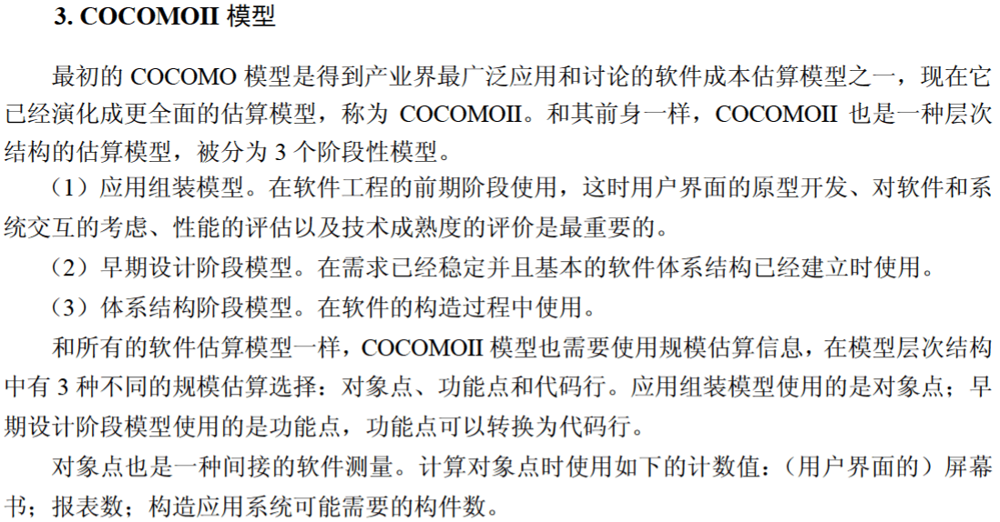 3. COCOMOII 模型
最初的 COCOMO 模型是得到产业界最广泛应用和讨论的软件成本估算模型之一，现在它
已经演化成更全面的估算模型，称为 COCOMOII。和其前身一样，COCOMOII 也是一种层次
结构的估算模型，被分为 3 个阶段性模型。
（1）应用组装模型。在软件工程的前期阶段使用，这时用户界面的原型开发、对软件和系
统交互的考虑、性能的评估以及技术成熟度的评价是最重要的。
（2）早期设计阶段模型。在需求已经稳定并且基本的软件体系结构已经建立时使用。
（3）体系结构阶段模型。在软件的构造过程中使用。
和所有的软件估算模型一样，COCOMOII 模型也需要使用规模估算信息，在模型层次结构
中有 3 种不同的规模估算选择：对象点、功能点和代码行。应用组装模型使用的是对象点；早
期设计阶段模型使用的是功能点，功能点可以转换为代码行。
对象点也是一种间接的软件测量。计算对象点时使用如下的计数值：（用户界面的）屏幕
书；报表数；构造应用系统可能需要的构件数。